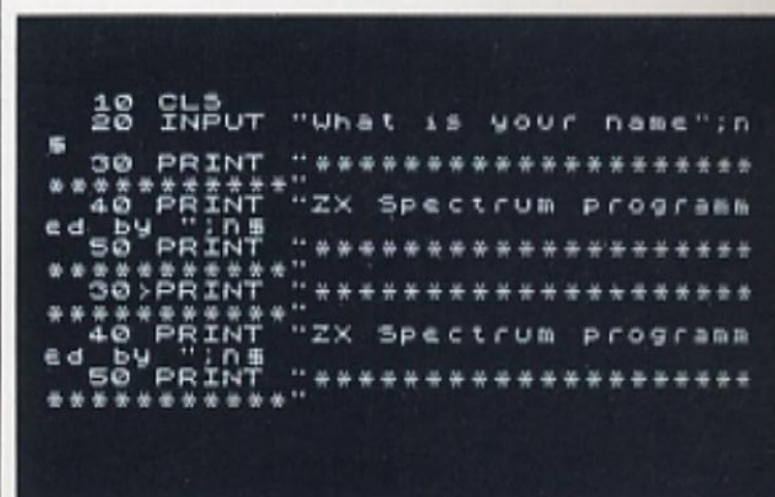 10 CLS
20 INPUT "What is your name";n
$
30 PRINT "********************
***********"
40 PRINT "ZX Spectrum programm
ed by ";n$
50 PRINT "********************
***********"
30>PRINT "********************
***********"
40 PRINT "ZX Spectrum programm
ed by ";n$
50 PRINT "********************
***********"